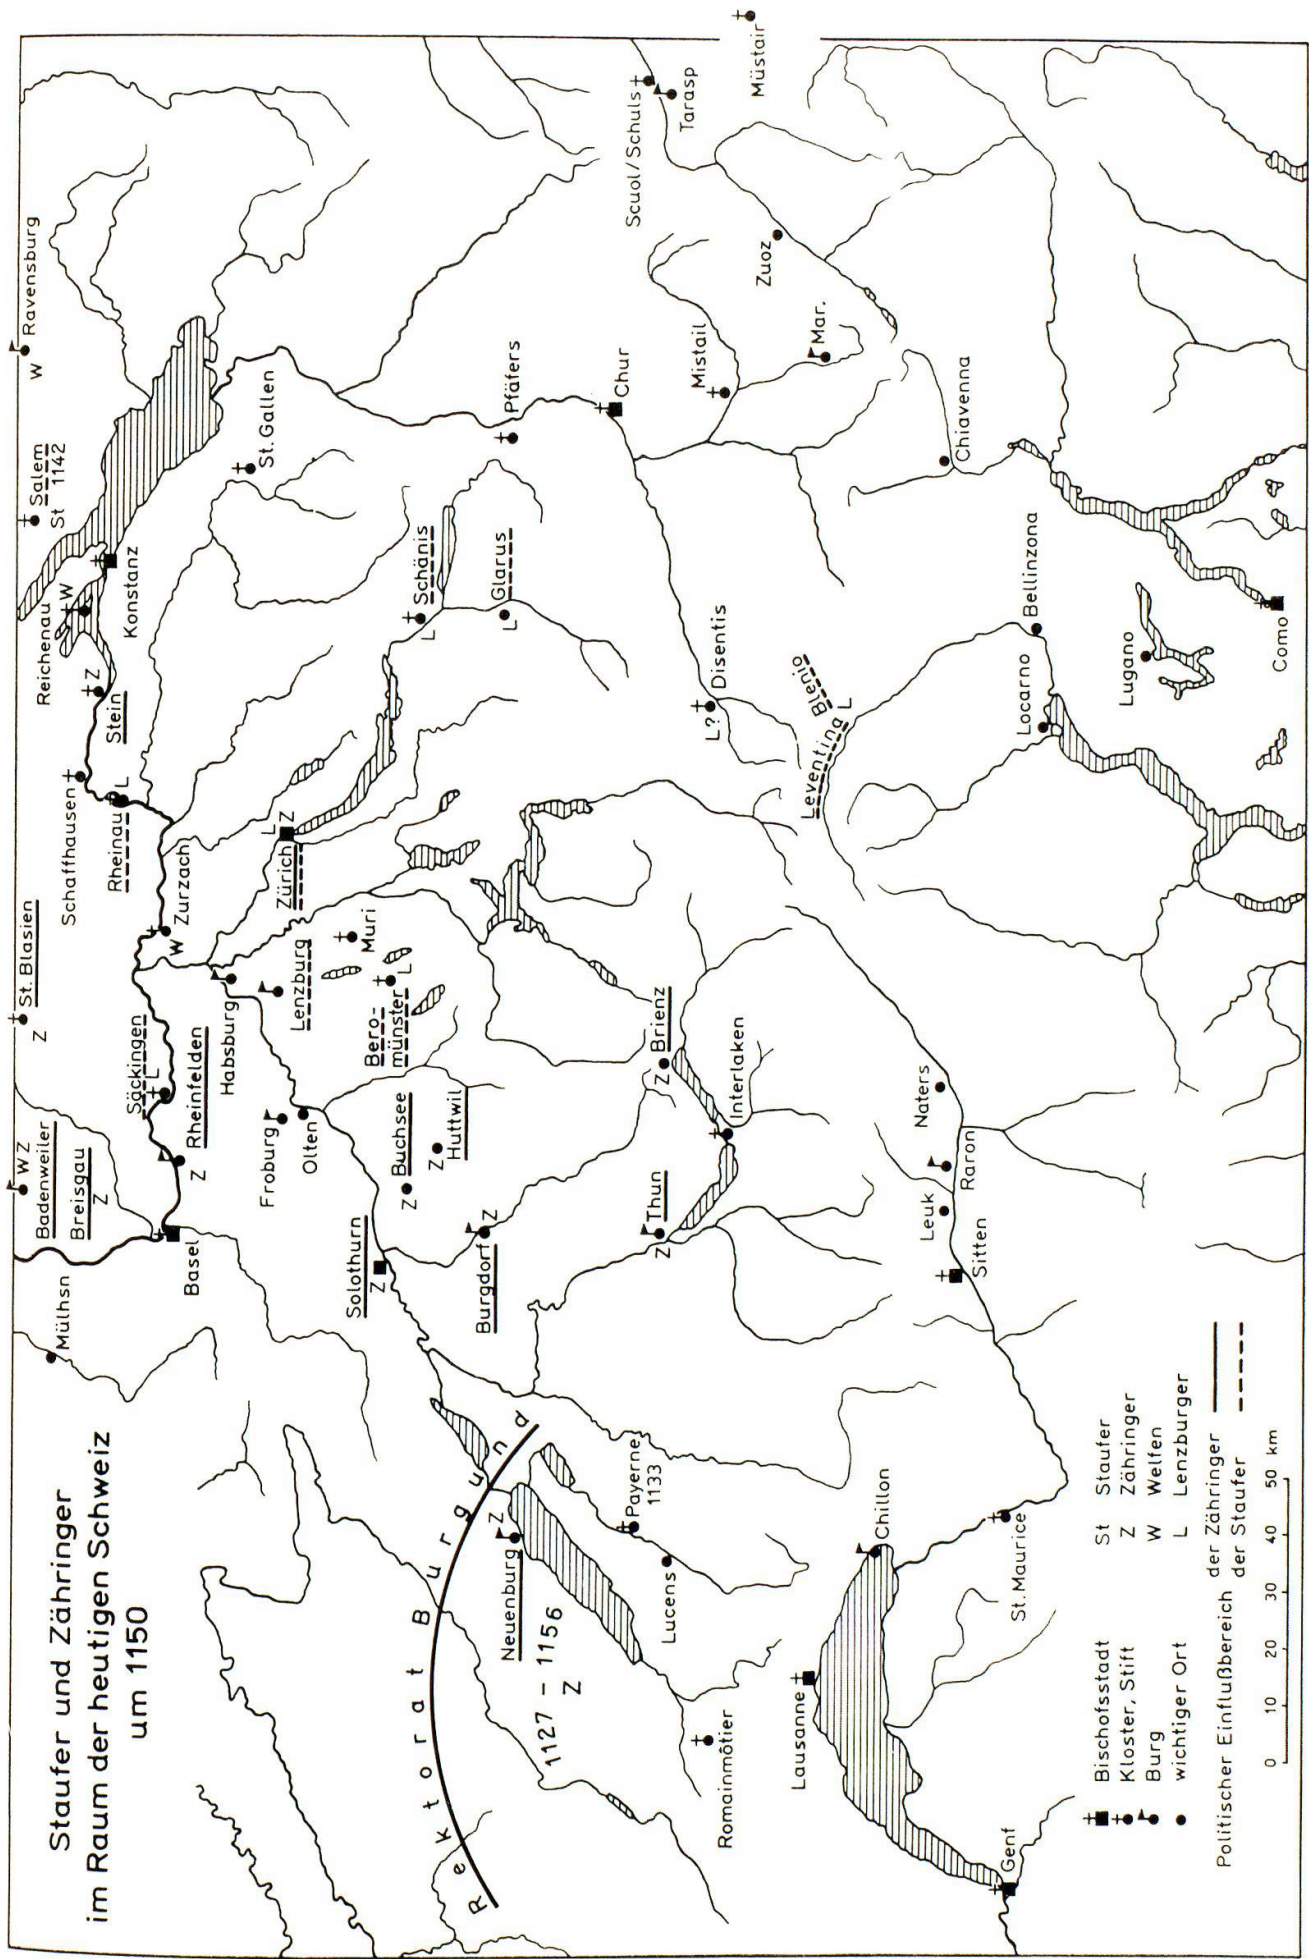 Staufer und Zähringer
im Raum der heutigen Schweiz
um 1150
Mülhsn
W Z
Badenweiler
Breisgau
Z
St. Blasien
Z
Salem
St 1142
Ravensburg
W
Basel
Rheinfelden
Z
Säckingen
L
Habsburg
Zurzach
W
Schaffhausen
Rheinau
L
Stein
Z
Reichenau
W
Konstanz
St. Gallen
Froburg
Olten
Lenzburg
Zürich
L
Z
Muri
Bero-
münster
L
Solothurn
Z
Buchsee
Z
Huttwil
Z
Burgdorf
Z
Schänis
L
Glarus
L
Pfäfers
Chur
Scuol/Schuls
Tarasp
Müstair
Rektorat Burgund
1127 – 1156
Z
Neuenburg
Z
Payerne
1133
Lucens
Romainmôtier
Thun
Z
Brienz
Z
Interlaken
Disentis
L?
Mistail
Zuoz
Mar.
Leventina L
Blenio
Lausanne
Chillon
St. Maurice
Genf
Sitten
Leuk
Raron
Naters
Locarno
Bellinzona
Lugano
Chiavenna
Como
Bischofsstadt
Kloster, Stift
Burg
wichtiger Ort
St Staufer
Z Zähringer
W Welfen
L Lenzburger
Politischer Einflußbereich der Zähringer
der Staufer
0 10 20 30 40 50 km